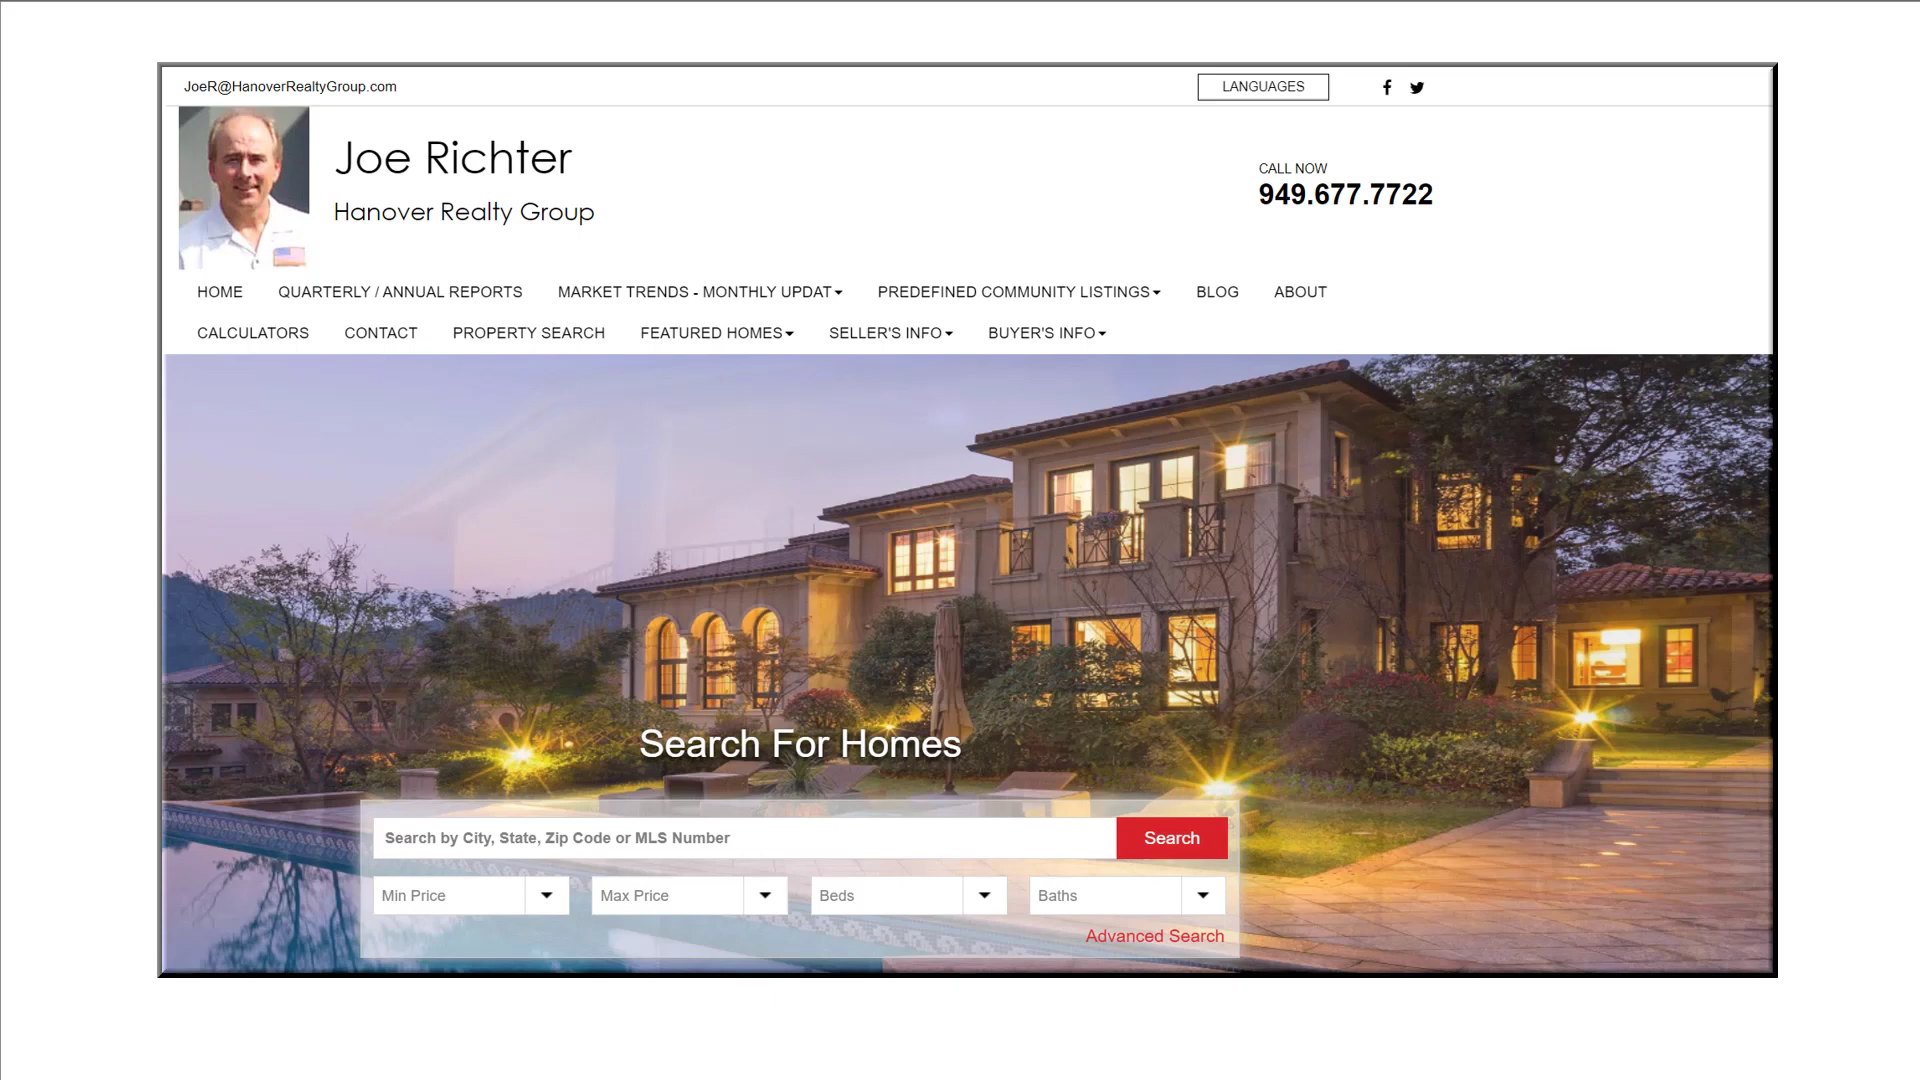 JoeR@HanoverRealtyGroup.com
LANGUAGES
Joe Richter
Hanover Realty Group
CALL NOW
949.677.7722
HOME QUARTERLY / ANNUAL REPORTS MARKET TRENDS - MONTHLY UPDAT PREDEFINED COMMUNITY LISTINGS BLOG ABOUT
CALCULATORS CONTACT PROPERTY SEARCH FEATURED HOMES SELLER'S INFO BUYER'S INFO
Search For Homes
Search by City, State, Zip Code or MLS Number Search
Min Price Max Price Beds Baths
Advanced Search